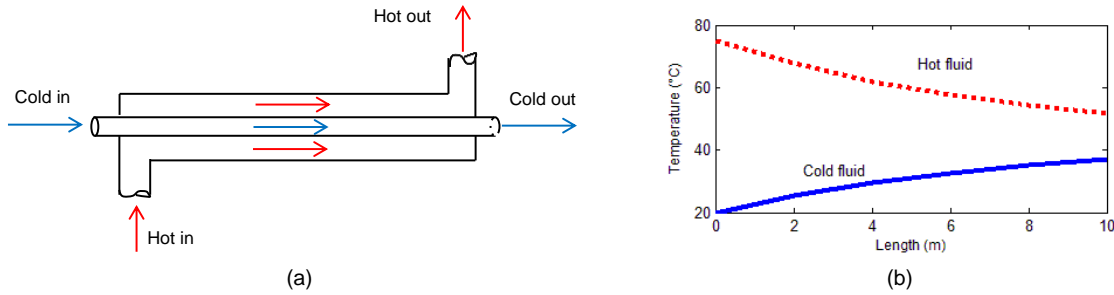 Hot out
Cold in
Cold out
Hot in
(a)
80
60
40
20
Temperature (°C)
Hot fluid
Cold fluid
0 2 4 6 8 10
Length (m)
(b)